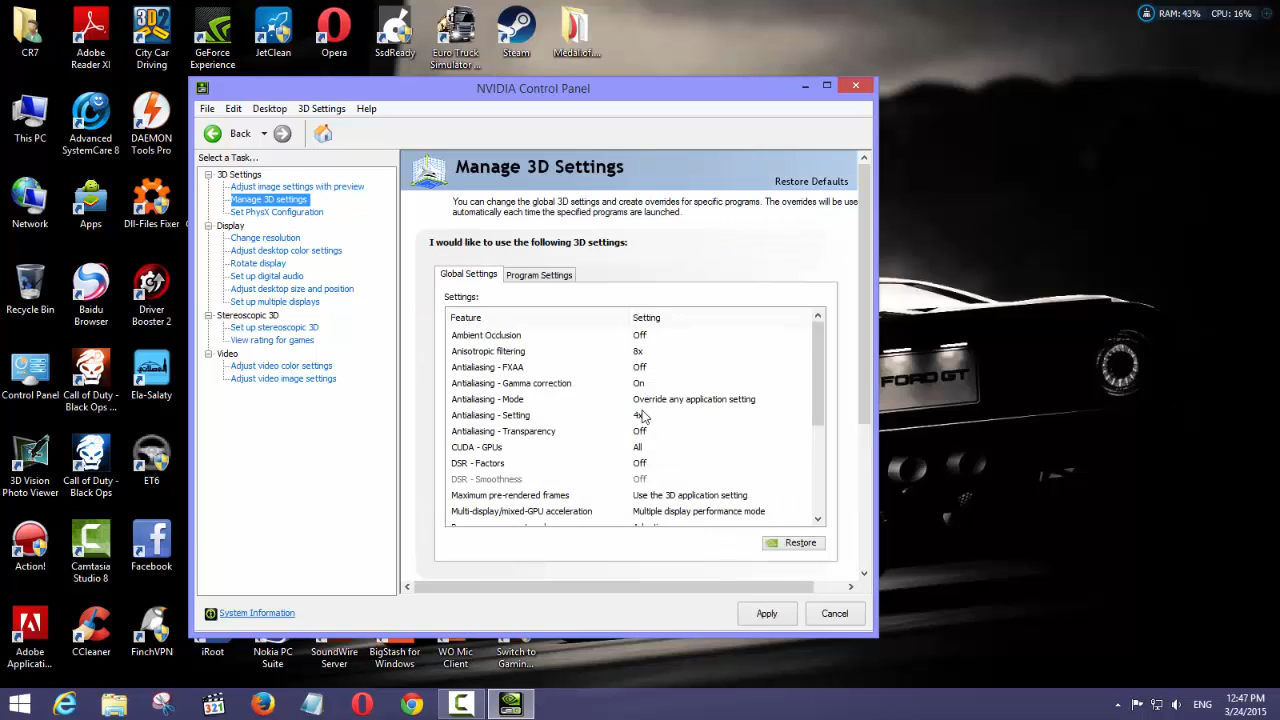 RAM: 43% CPU: 16%
CR7
Adobe
Reader XI
City Car
Driving
GeForce
Experience
JetClean
Opera
SsdReady
Euro Truck
Simulator ...
Steam
Medal.of....
NVIDIA Control Panel
File Edit Desktop 3D Settings Help
Back
This PC
Advanced
SystemCare 8
DAEMON
Tools Pro
Network
Apps
Dll-Files Fixer
Recycle Bin
Baidu
Browser
Driver
Booster 2
Control Panel
Call of Duty -
Black Ops ...
Ela-Salaty
3D Vision
Photo Viewer
Call of Duty -
Black Ops
ET6
Action!
Camtasia
Studio 8
Facebook
Adobe
Applicati...
CCleaner
FinchVPN
iRoot
Nokia PC
Suite
SoundWire
Server
BigStash for
Windows
WO Mic
Client
Switch to
Gamin...
Select a Task...
3D Settings
Adjust image settings with preview
Manage 3D settings
Set PhysX Configuration
Display
Change resolution
Adjust desktop color settings
Rotate display
Set up digital audio
Adjust desktop size and position
Set up multiple displays
Stereoscopic 3D
Set up stereoscopic 3D
View rating for games
Video
Adjust video color settings
Adjust video image settings
System Information
Manage 3D Settings
Restore Defaults
You can change the global 3D settings and create overrides for specific programs. The overrides will be use
automatically each time the specified programs are launched.
I would like to use the following 3D settings:
Global Settings Program Settings
Settings:
Feature Setting
Ambient Occlusion Off
Anisotropic filtering 8x
Antialiasing - FXAA Off
Antialiasing - Gamma correction On
Antialiasing - Mode Override any application setting
Antialiasing - Setting 4x
Antialiasing - Transparency Off
CUDA - GPUs All
DSR - Factors Off
DSR - Smoothness Off
Maximum pre-rendered frames Use the 3D application setting
Multi-display/mixed-GPU acceleration Multiple display performance mode
Restore
Apply Cancel
FORD GT
321
ENG
12:47 PM
3/24/2015